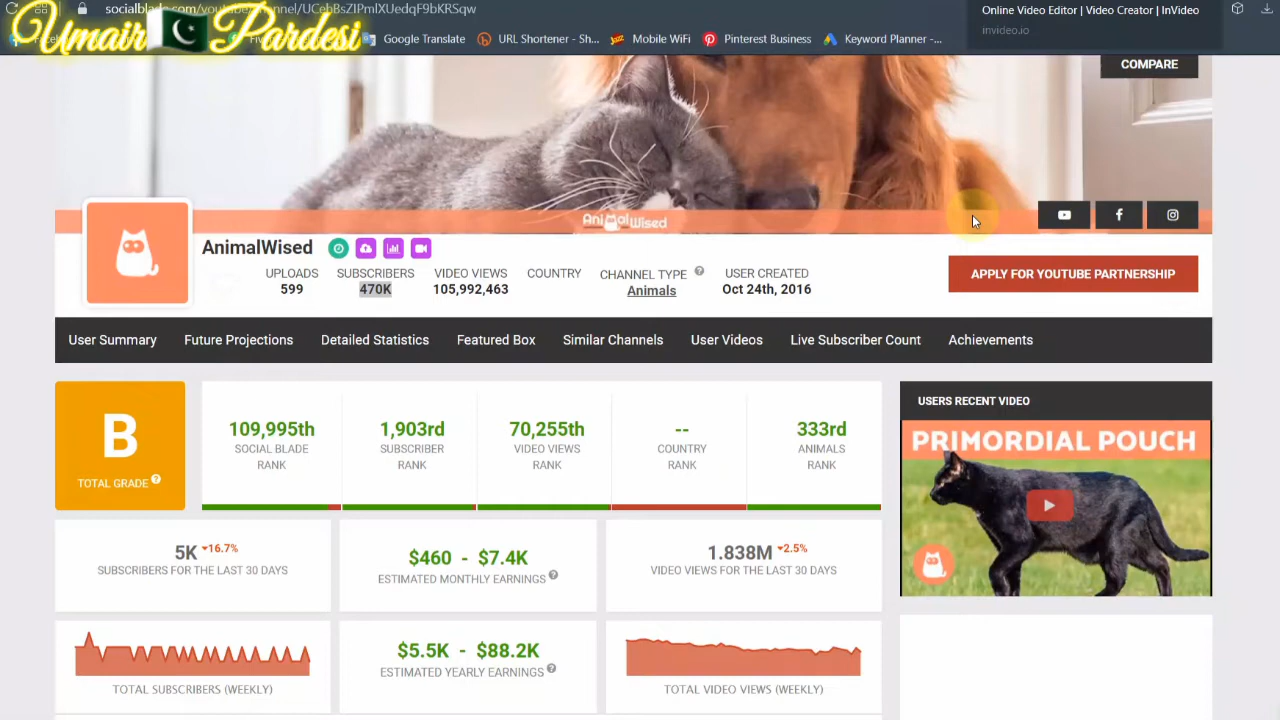 socialblade.com/youtube/channel/UCebBsZIPmlXUedqF9bKRSqw
Online Video Editor | Video Creator | InVideo
invideo.io
Umair Pardesi
Google Translate
URL Shortener - Sh...
Mobile WiFi
Pinterest Business
Keyword Planner -...
COMPARE
AnimalWised
AnimalWised
UPLOADS
599
SUBSCRIBERS
470K
VIDEO VIEWS
105,992,463
COUNTRY
CHANNEL TYPE
Animals
USER CREATED
Oct 24th, 2016
APPLY FOR YOUTUBE PARTNERSHIP
User Summary
Future Projections
Detailed Statistics
Featured Box
Similar Channels
User Videos
Live Subscriber Count
Achievements
B
TOTAL GRADE
109,995th
SOCIAL BLADE
RANK
1,903rd
SUBSCRIBER
RANK
70,255th
VIDEO VIEWS
RANK
--
COUNTRY
RANK
333rd
ANIMALS
RANK
USERS RECENT VIDEO
PRIMORDIAL POUCH
5K 16.7%
SUBSCRIBERS FOR THE LAST 30 DAYS
$460 - $7.4K
ESTIMATED MONTHLY EARNINGS
1.838M 2.5%
VIDEO VIEWS FOR THE LAST 30 DAYS
TOTAL SUBSCRIBERS (WEEKLY)
$5.5K - $88.2K
ESTIMATED YEARLY EARNINGS
TOTAL VIDEO VIEWS (WEEKLY)